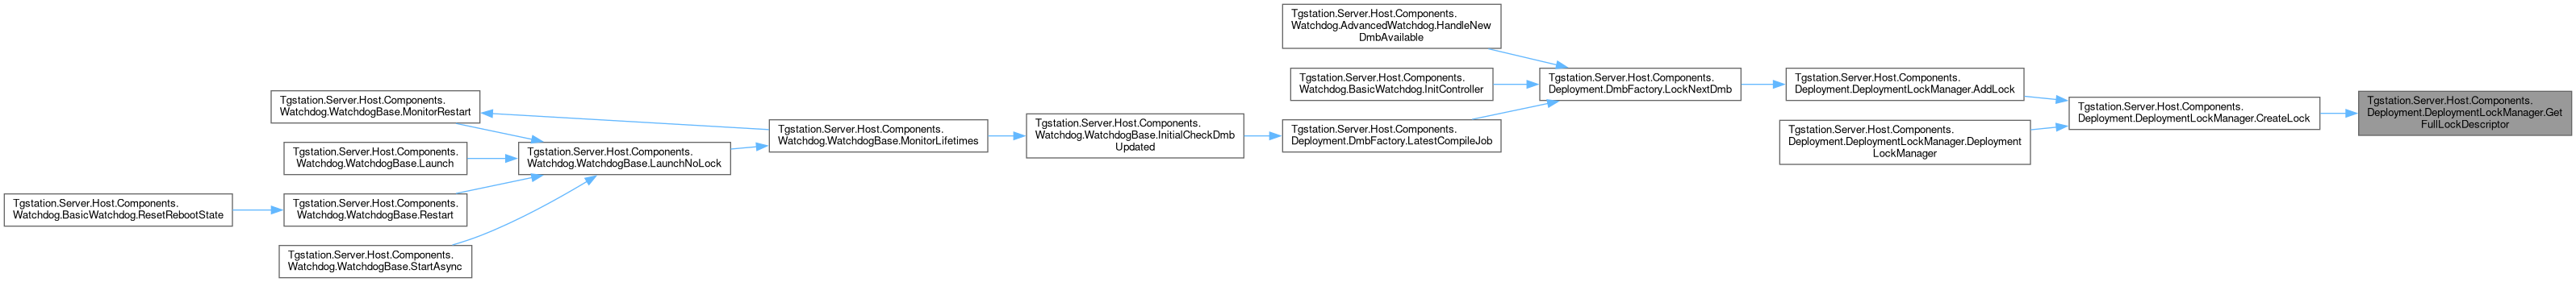 Tgstation.Server.Host.Components.
Watchdog.AdvancedWatchdog.HandleNew
DmbAvailable
Tgstation.Server.Host.Components.
Watchdog.BasicWatchdog.InitController
Tgstation.Server.Host.Components.
Deployment.DmbFactory.LockNextDmb
Tgstation.Server.Host.Components.
Deployment.DeploymentLockManager.AddLock
Tgstation.Server.Host.Components.
Deployment.DeploymentLockManager.GetFullLockDescriptor
Tgstation.Server.Host.Components.
Watchdog.WatchdogBase.MonitorRestart
Tgstation.Server.Host.Components.
Deployment.DeploymentLockManager.CreateLock
Tgstation.Server.Host.Components.
Watchdog.WatchdogBase.MonitorLifetimes
Tgstation.Server.Host.Components.
Watchdog.WatchdogBase.InitialCheckDmb
Updated
Tgstation.Server.Host.Components.
Deployment.DmbFactory.LatestCompileJob
Tgstation.Server.Host.Components.
Deployment.DeploymentLockManager.Deployment
LockManager
Tgstation.Server.Host.Components.
Watchdog.WatchdogBase.Launch
Tgstation.Server.Host.Components.
Watchdog.WatchdogBase.LaunchNoLock
Tgstation.Server.Host.Components.
Watchdog.BasicWatchdog.ResetRebootState
Tgstation.Server.Host.Components.
Watchdog.WatchdogBase.Restart
Tgstation.Server.Host.Components.
Watchdog.WatchdogBase.StartAsync